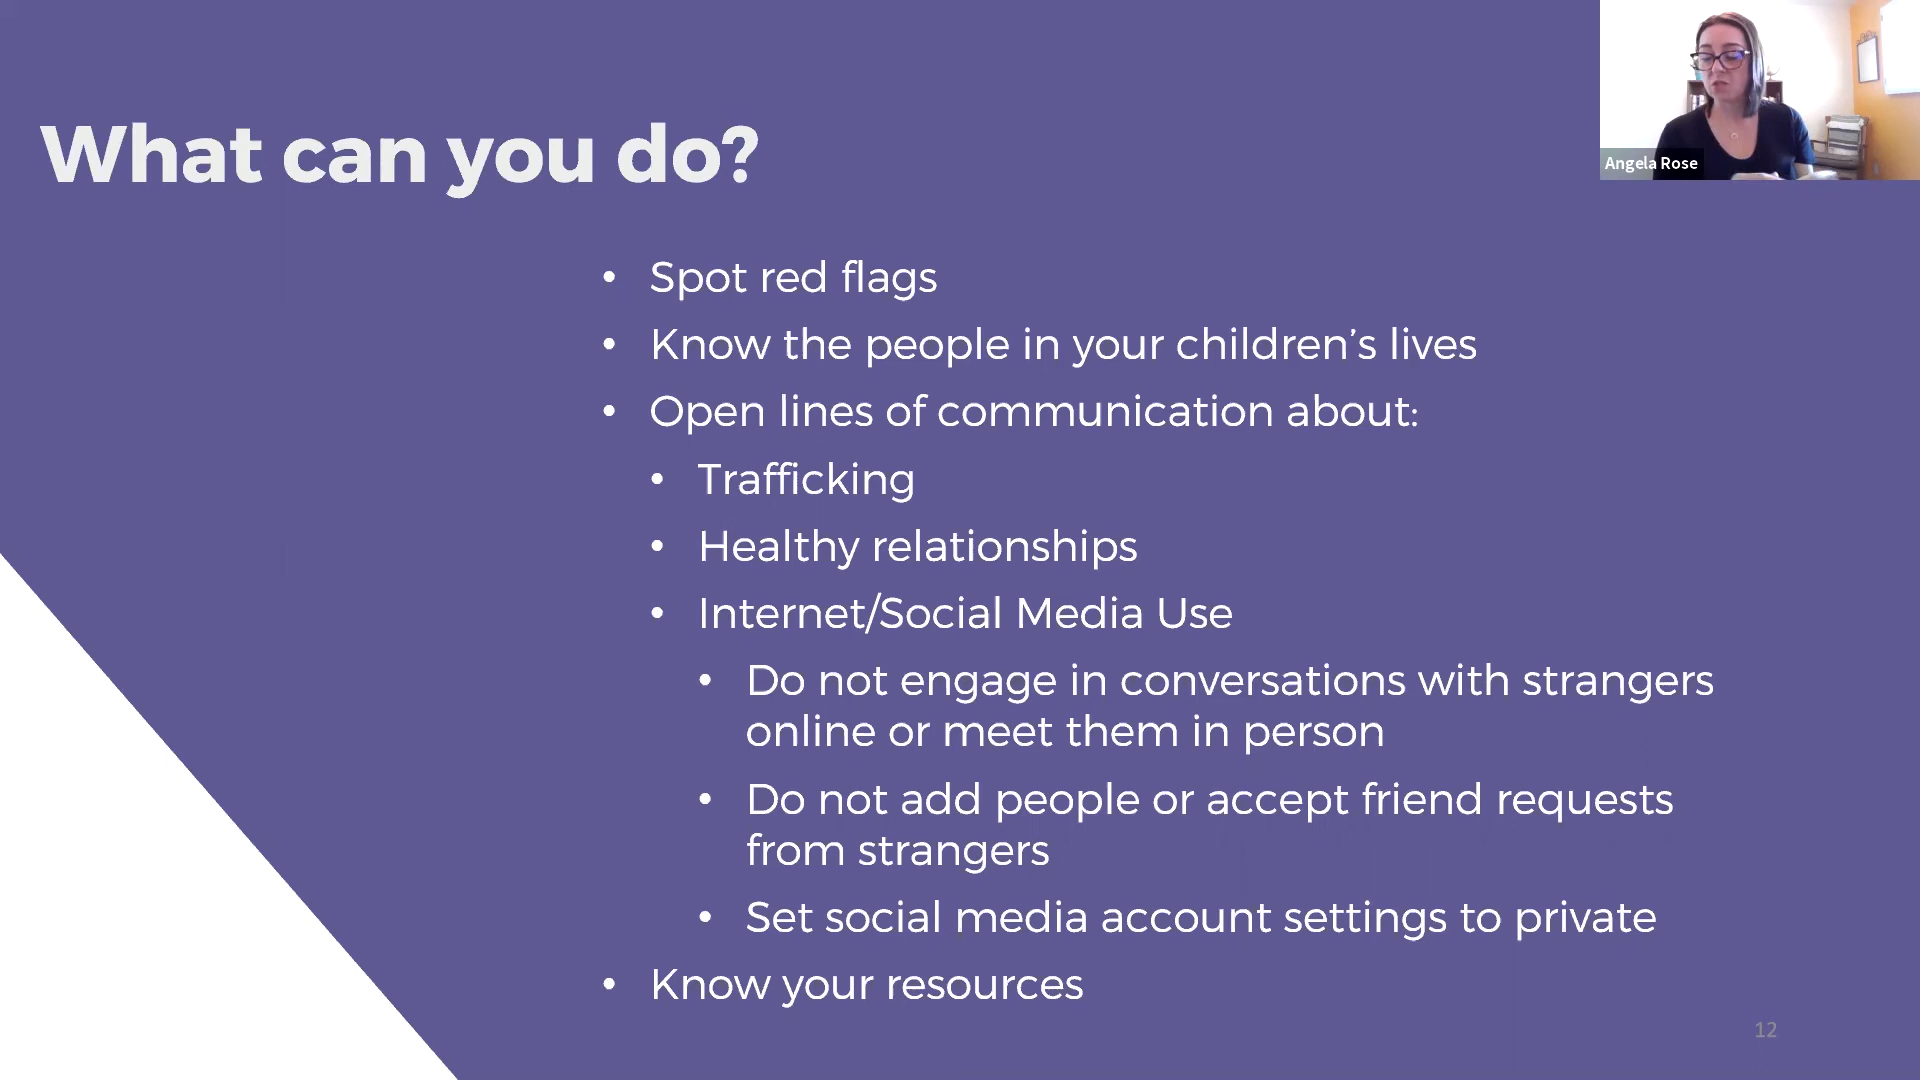 What can you do?
Angela Rose
• Spot red flags
• Know the people in your children’s lives
• Open lines of communication about:
• Trafficking
• Healthy relationships
• Internet/Social Media Use
• Do not engage in conversations with strangers
online or meet them in person
• Do not add people or accept friend requests
from strangers
• Set social media account settings to private
• Know your resources
12